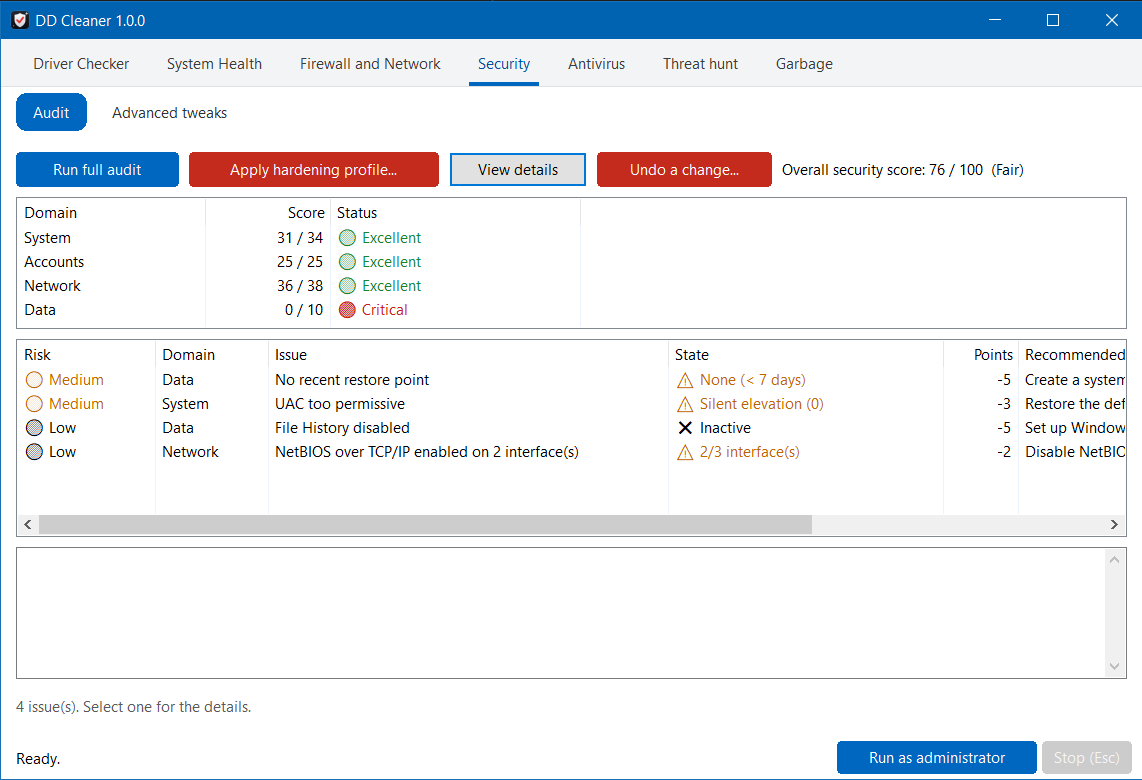 DD Cleaner 1.0.0
Driver Checker System Health Firewall and Network Security Antivirus Threat hunt Garbage
Audit Advanced tweaks
Run full audit Apply hardening profile... View details Undo a change... Overall security score: 76 / 100 (Fair)
Domain Score Status
System 31 / 34 Excellent
Accounts 25 / 25 Excellent
Network 36 / 38 Excellent
Data 0 / 10 Critical
Risk Domain Issue State Points Recommended
Medium Data No recent restore point None (< 7 days) -5 Create a system
Medium System UAC too permissive Silent elevation (0) -3 Restore the def
Low Data File History disabled Inactive -5 Set up Window
Low Network NetBIOS over TCP/IP enabled on 2 interface(s) 2/3 interface(s) -2 Disable NetBIO
4 issue(s). Select one for the details.
Ready. Run as administrator Stop (Esc)